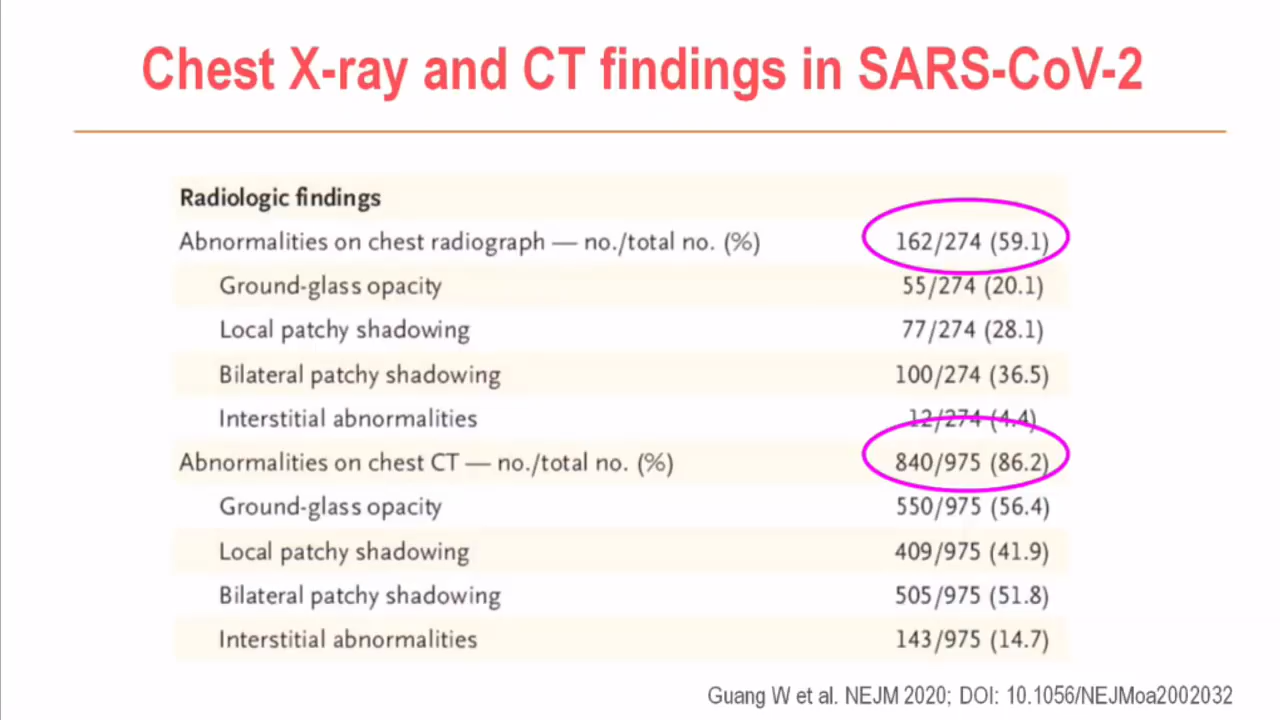 Chest X-ray and CT findings in SARS-CoV-2
Radiologic findings
Abnormalities on chest radiograph — no./total no. (%) 162/274 (59.1)
Ground-glass opacity 55/274 (20.1)
Local patchy shadowing 77/274 (28.1)
Bilateral patchy shadowing 100/274 (36.5)
Interstitial abnormalities 12/274 (4.4)
Abnormalities on chest CT — no./total no. (%) 840/975 (86.2)
Ground-glass opacity 550/975 (56.4)
Local patchy shadowing 409/975 (41.9)
Bilateral patchy shadowing 505/975 (51.8)
Interstitial abnormalities 143/975 (14.7)
Guang W et al. NEJM 2020; DOI: 10.1056/NEJMoa2002032